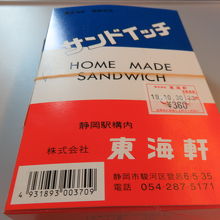 サンドイッチ
HOME MADE
SANDWICH
¥360
静岡駅構内
株式会社 東海軒
静岡市駿河区登呂5-5-35
電話 054-287-5171
4 931893 003709